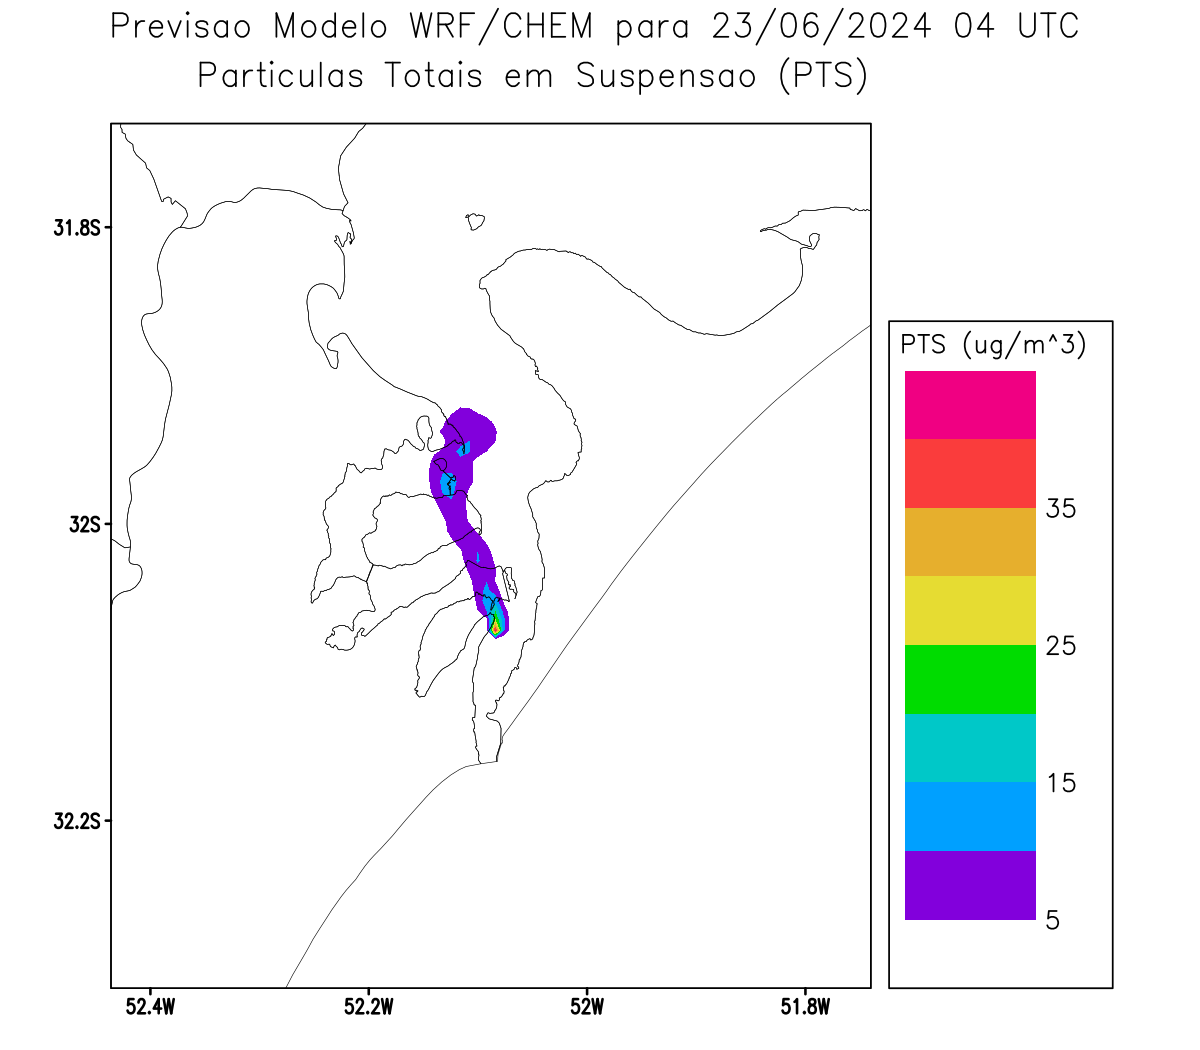 Previsao Modelo WRF/CHEM para 23/06/2024 04 UTC
Particulas Totais em Suspensao (PTS)
31.8S
32S
32.2S
52.4W
52.2W
52W
51.8W
PTS (ug/m^3)
35
25
15
5